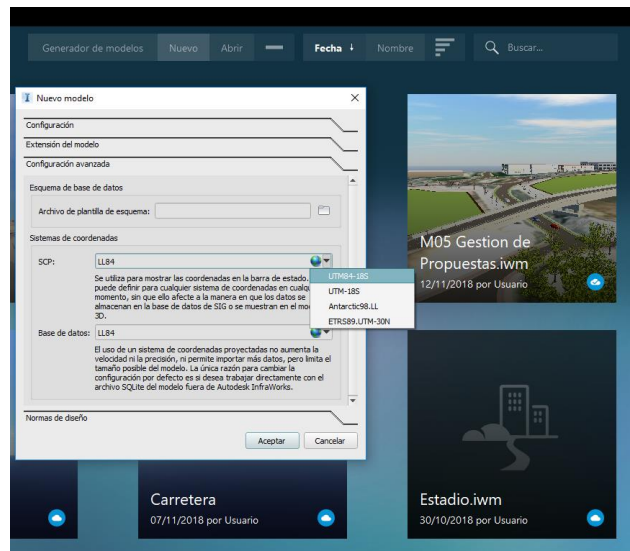 Generador de modelos Nuevo Abrir Fecha ↓ Nombre Buscar...
Nuevo modelo
Configuración
Extensión del modelo
Configuración avanzada
Esquema de base de datos
Archivo de plantilla de esquema:
Sistemas de coordenadas
SCP: LL84
Se utiliza para mostrar las coordenadas en la barra de estado.
puede definir para cualquier sistema de coordenadas en cualqu
momento, sin que ello afecte a la manera en que los datos se
almacenan en la base de datos de SIG o se muestran en el mo
3D.
UTM84-18S
UTM-18S
Antarctic98.LL
ETRS89.UTM-30N
Base de datos: LL84
El uso de un sistema de coordenadas proyectadas no aumenta la
velocidad ni la precisión, ni permite importar más datos, pero limita el
tamaño posible del modelo. La única razón para cambiar la
configuración por defecto es si desea trabajar directamente con el
archivo SQLite del modelo fuera de Autodesk InfraWorks.
Normas de diseño
Aceptar Cancelar
M05 Gestion de
Propuestas.iwm
12/11/2018 por Usuario
Carretera
07/11/2018 por Usuario
Estadio.iwm
30/10/2018 por Usuario